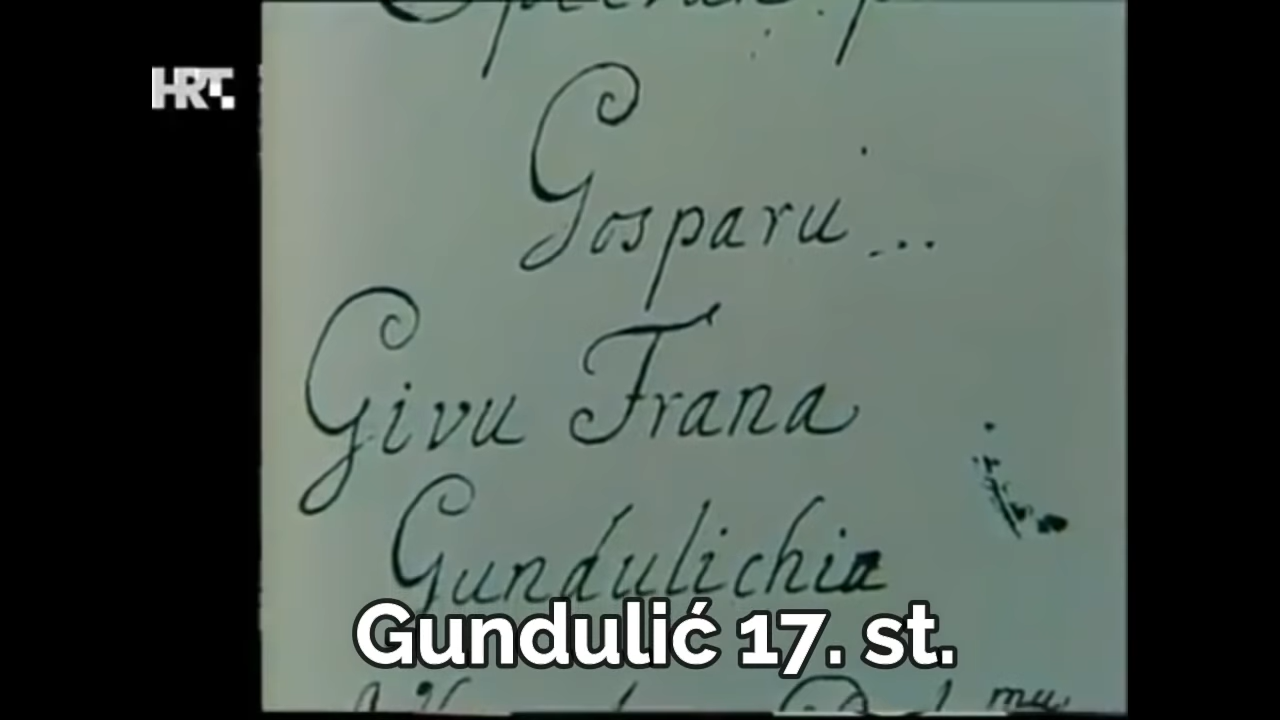 HRT.
Gosparu...
Givu Frana
Gundulichia
Gundulić 17. st.